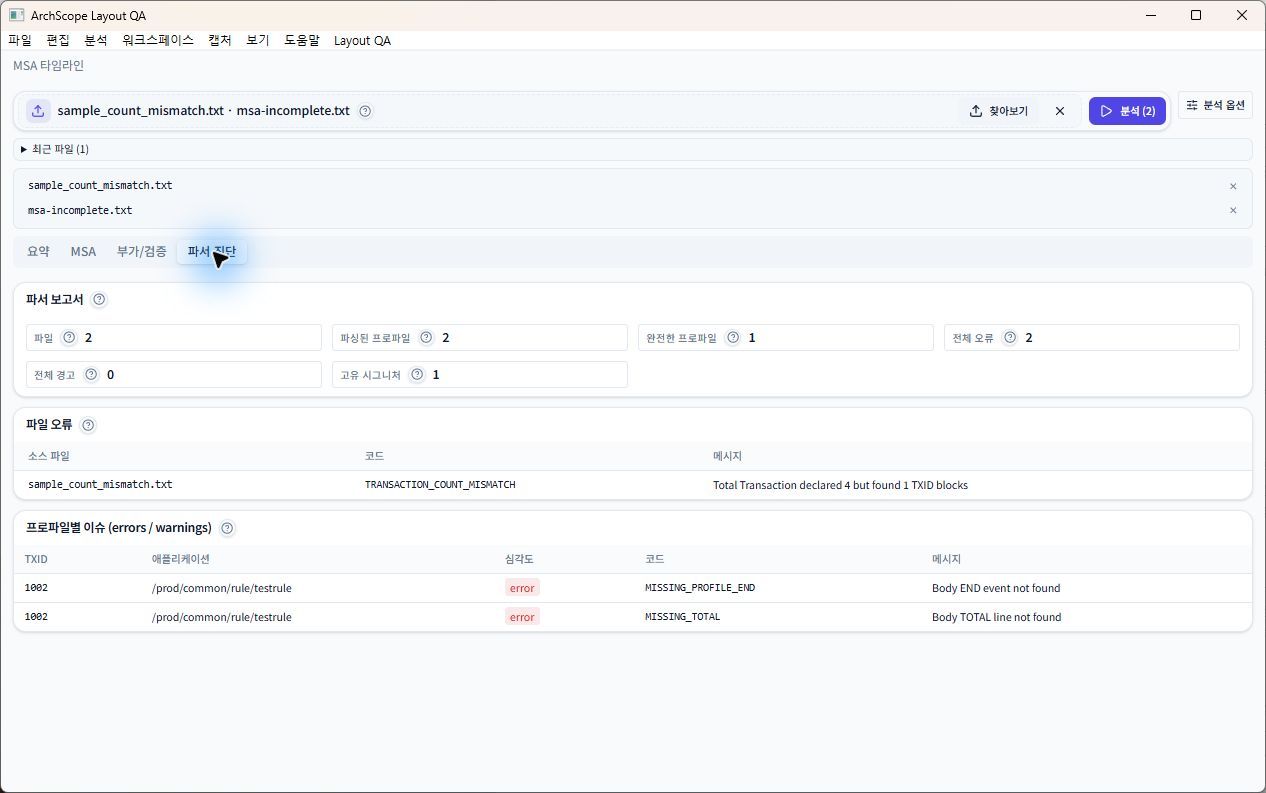 ArchScope Layout QA
파일 편집 분석 워크스페이스 캡처 보기 도움말 Layout QA
MSA 타임라인
sample_count_mismatch.txt · msa-incomplete.txt ? 찾아보기 × 분석 (2) 분석 옵션
▶ 최근 파일 (1)
sample_count_mismatch.txt ×
msa-incomplete.txt ×
요약 MSA 부가/검증 파서 진단
파서 보고서 ?
파일 ? 2 파싱된 프로파일 ? 2 완전한 프로파일 ? 1 전체 오류 ? 2
전체 경고 ? 0 고유 시그니처 ? 1
파일 오류 ?
소스 파일 코드 메시지
sample_count_mismatch.txt TRANSACTION_COUNT_MISMATCH Total Transaction declared 4 but found 1 TXID blocks
프로파일별 이슈 (errors / warnings) ?
TXID 애플리케이션 심각도 코드 메시지
1002 /prod/common/rule/testrule error MISSING_PROFILE_END Body END event not found
1002 /prod/common/rule/testrule error MISSING_TOTAL Body TOTAL line not found